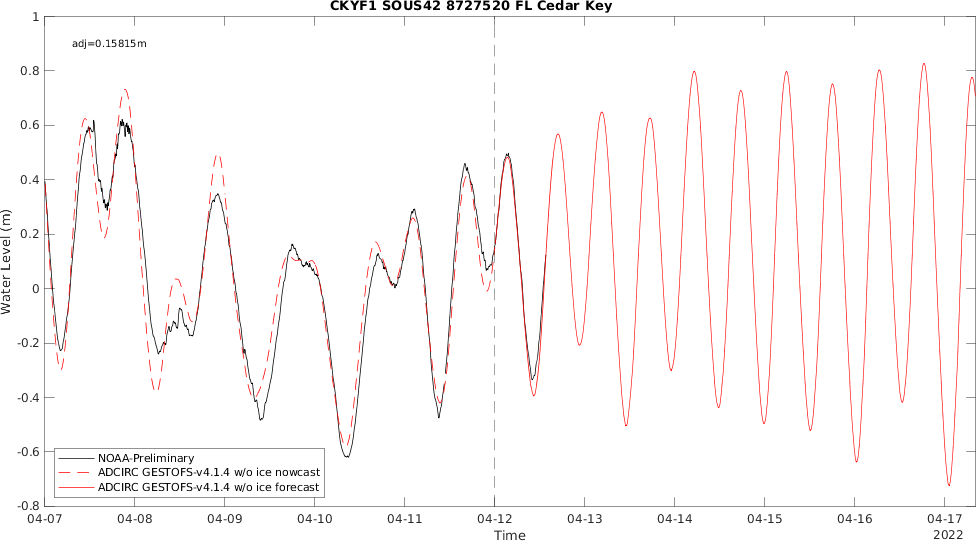 CKYF1 SOUS42 8727520 FL Cedar Key
adj=0.15815m
1
0.8
0.6
0.4
0.2
0
-0.2
-0.4
-0.6
-0.8
Water Level (m)
NOAA-Preliminary
ADCIRC GESTOFS-v4.1.4 w/o ice nowcast
ADCIRC GESTOFS-v4.1.4 w/o ice forecast
04-07 04-08 04-09 04-10 04-11 04-12 04-13 04-14 04-15 04-16 04-17
Time
2022